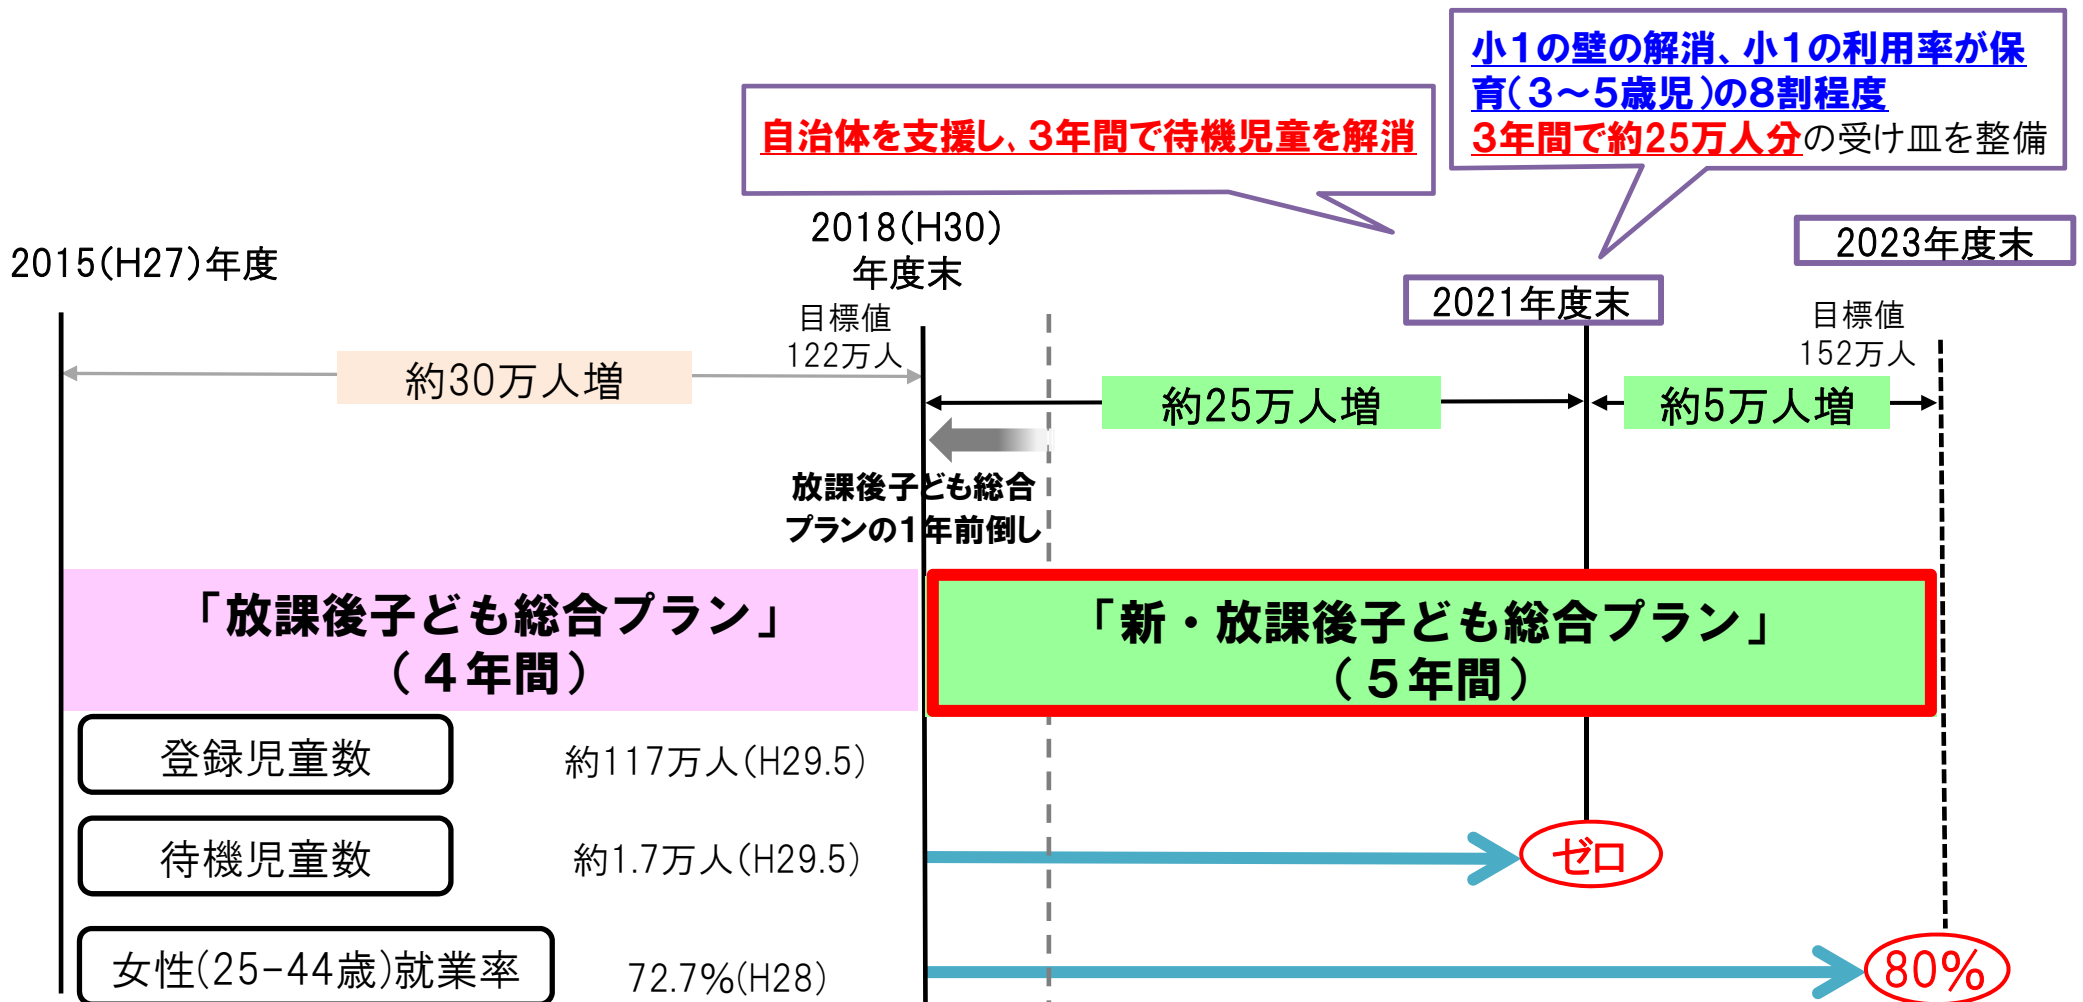 小1の壁の解消、小1の利用率が保
育(3～5歳児)の8割程度
3年間で約25万人分の受け皿を整備
自治体を支援し、3年間で待機児童を解消
2015(H27)年度
2018(H30)
年度末
2021年度末
2023年度末
目標値
122万人
目標値
152万人
約30万人増
約25万人増
約5万人増
放課後子ども総合
プランの1年前倒し
「放課後子ども総合プラン」
(4年間)
「新・放課後子ども総合プラン」
(5年間)
登録児童数
約117万人(H29.5)
待機児童数
約1.7万人(H29.5)
ゼロ
女性(25-44歳)就業率
72.7%(H28)
80%